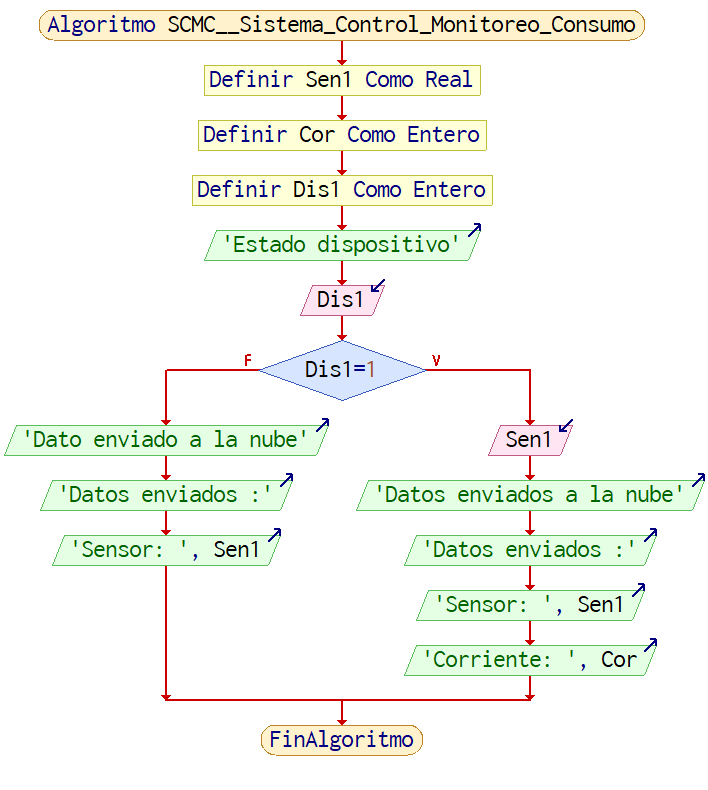 Algoritmo SCMC__Sistema_Control_Monitoreo_Consumo
Definir Sen1 Como Real
Definir Cor Como Entero
Definir Dis1 Como Entero
'Estado dispositivo'
Dis1
Dis1=1
F
V
'Dato enviado a la nube'
'Datos enviados :'
'Sensor: ', Sen1
Sen1
'Datos enviados a la nube'
'Datos enviados :'
'Sensor: ', Sen1
'Corriente: ', Cor
FinAlgoritmo